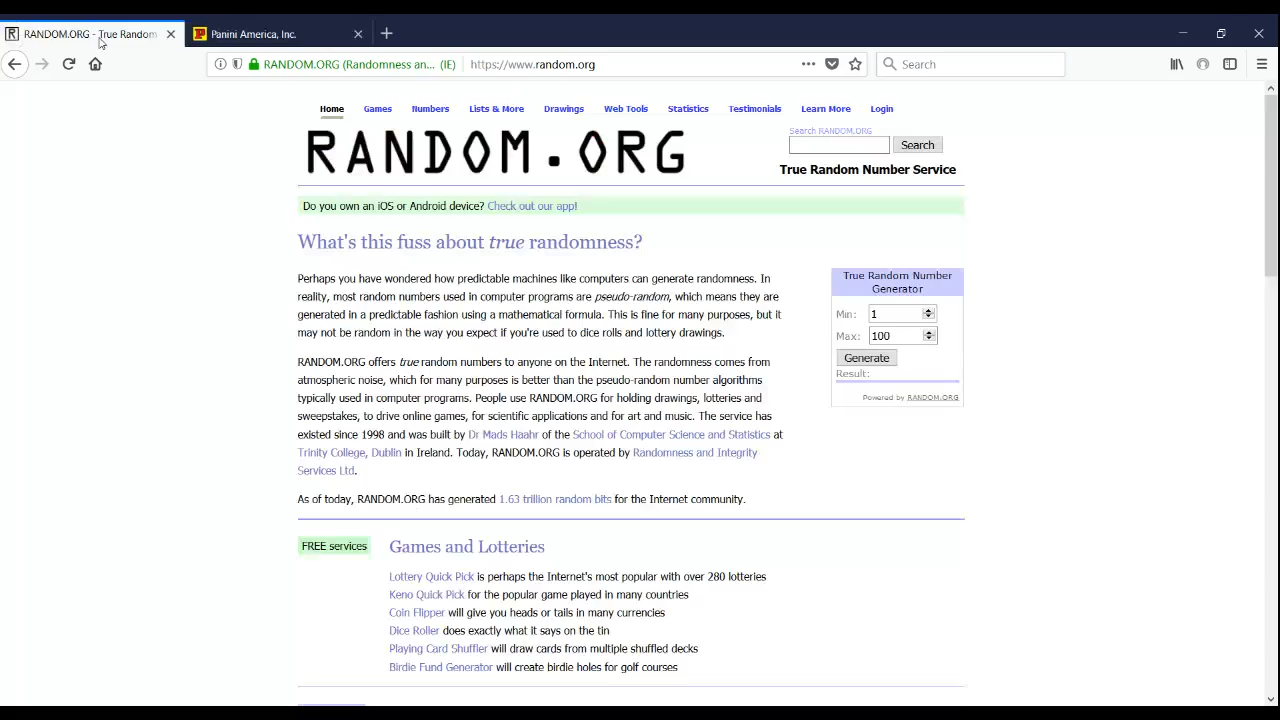 RANDOM.ORG - True Random
Panini America, Inc.
RANDOM.ORG (Randomness an... (IE)
https://www.random.org
Search
Home Games Numbers Lists & More Drawings Web Tools Statistics Testimonials Learn More Login
RANDOM.ORG
Search RANDOM.ORG
Search
True Random Number Service
Do you own an iOS or Android device? Check out our app!
What's this fuss about true randomness?
Perhaps you have wondered how predictable machines like computers can generate randomness. In
reality, most random numbers used in computer programs are pseudo-random, which means they are
generated in a predictable fashion using a mathematical formula. This is fine for many purposes, but it
may not be random in the way you expect if you're used to dice rolls and lottery drawings.
RANDOM.ORG offers true random numbers to anyone on the Internet. The randomness comes from
atmospheric noise, which for many purposes is better than the pseudo-random number algorithms
typically used in computer programs. People use RANDOM.ORG for holding drawings, lotteries and
sweepstakes, to drive online games, for scientific applications and for art and music. The service has
existed since 1998 and was built by Dr Mads Haahr of the School of Computer Science and Statistics at
Trinity College, Dublin in Ireland. Today, RANDOM.ORG is operated by Randomness and Integrity
Services Ltd.
As of today, RANDOM.ORG has generated 1.63 trillion random bits for the Internet community.
True Random Number
Generator
Min: 1
Max: 100
Generate
Result:
Powered by RANDOM.ORG
FREE services
Games and Lotteries
Lottery Quick Pick is perhaps the Internet's most popular with over 280 lotteries
Keno Quick Pick for the popular game played in many countries
Coin Flipper will give you heads or tails in many currencies
Dice Roller does exactly what it says on the tin
Playing Card Shuffler will draw cards from multiple shuffled decks
Birdie Fund Generator will create birdie holes for golf courses